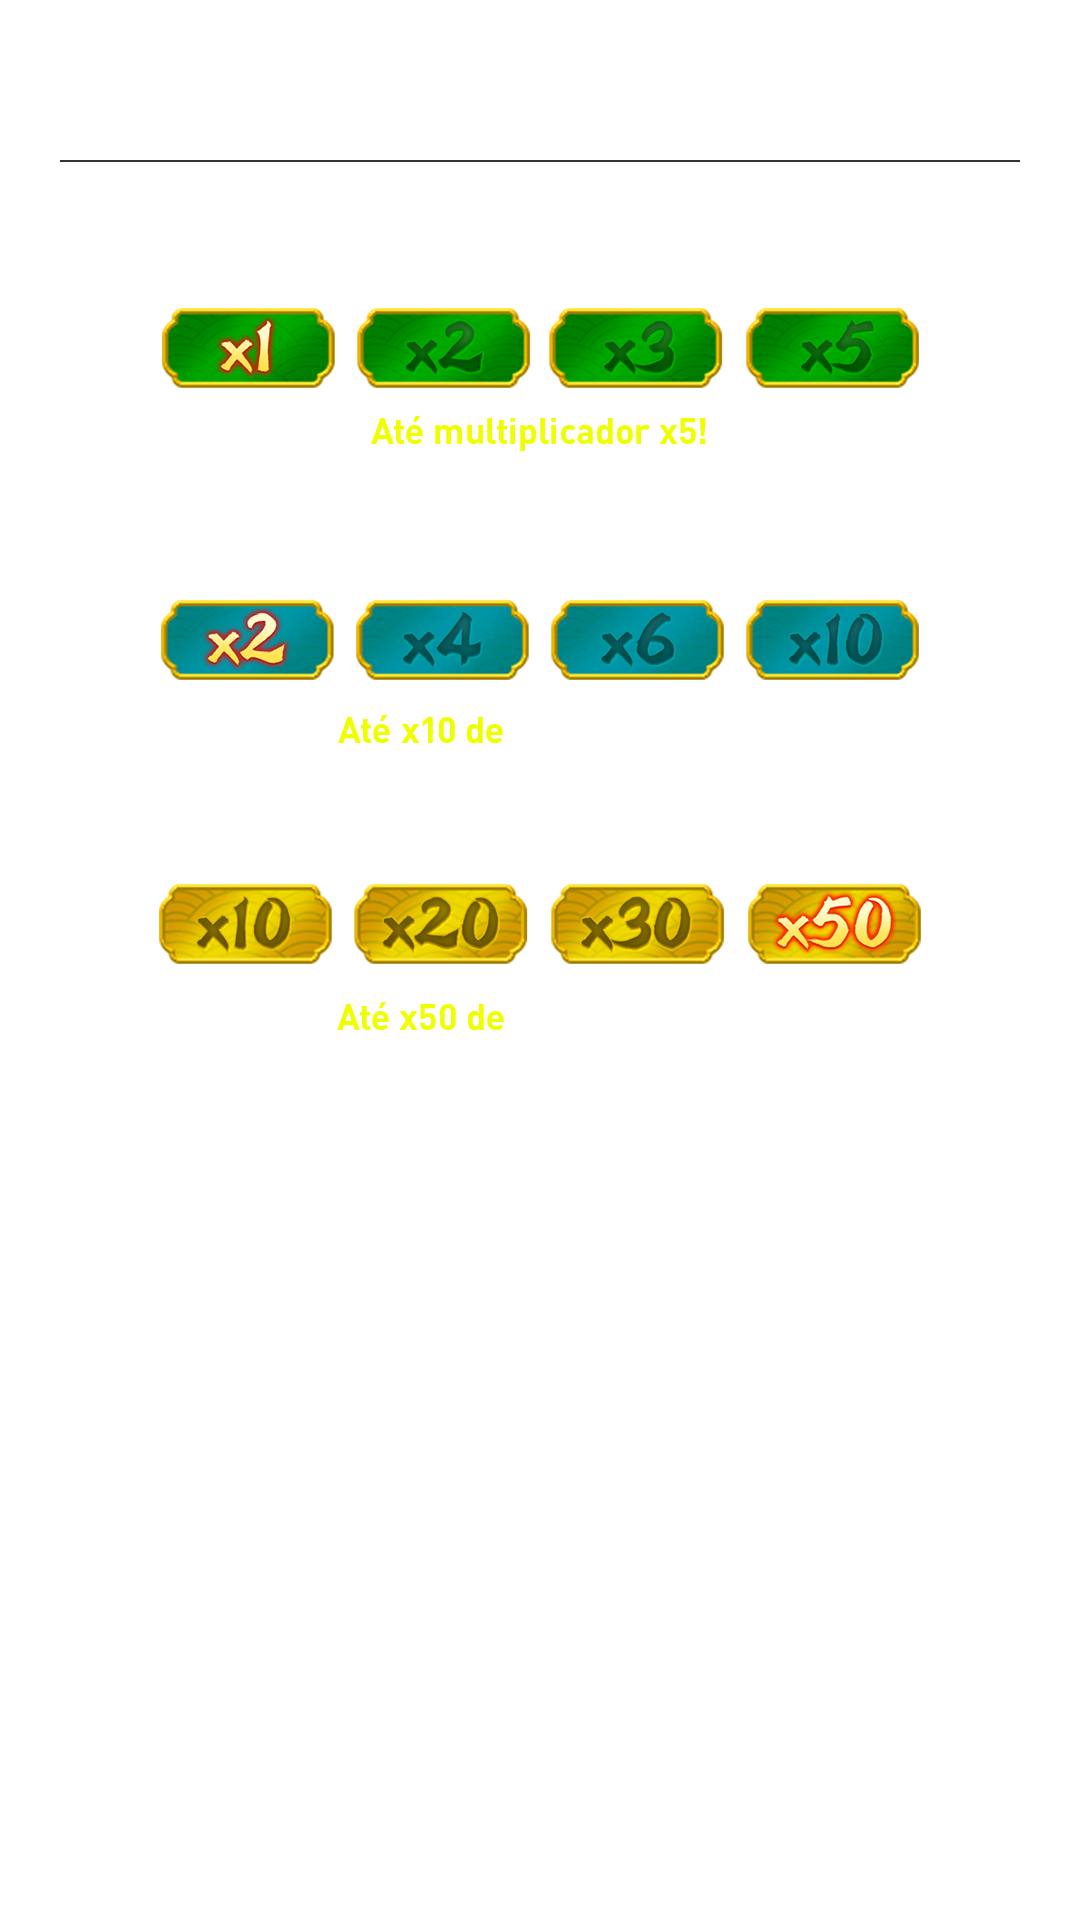 x1 x2 x3 x5
Até multiplicador x5!
x2 x4 x6 x10
Até x10 de
x10 x20 x30 x50
Até x50 de